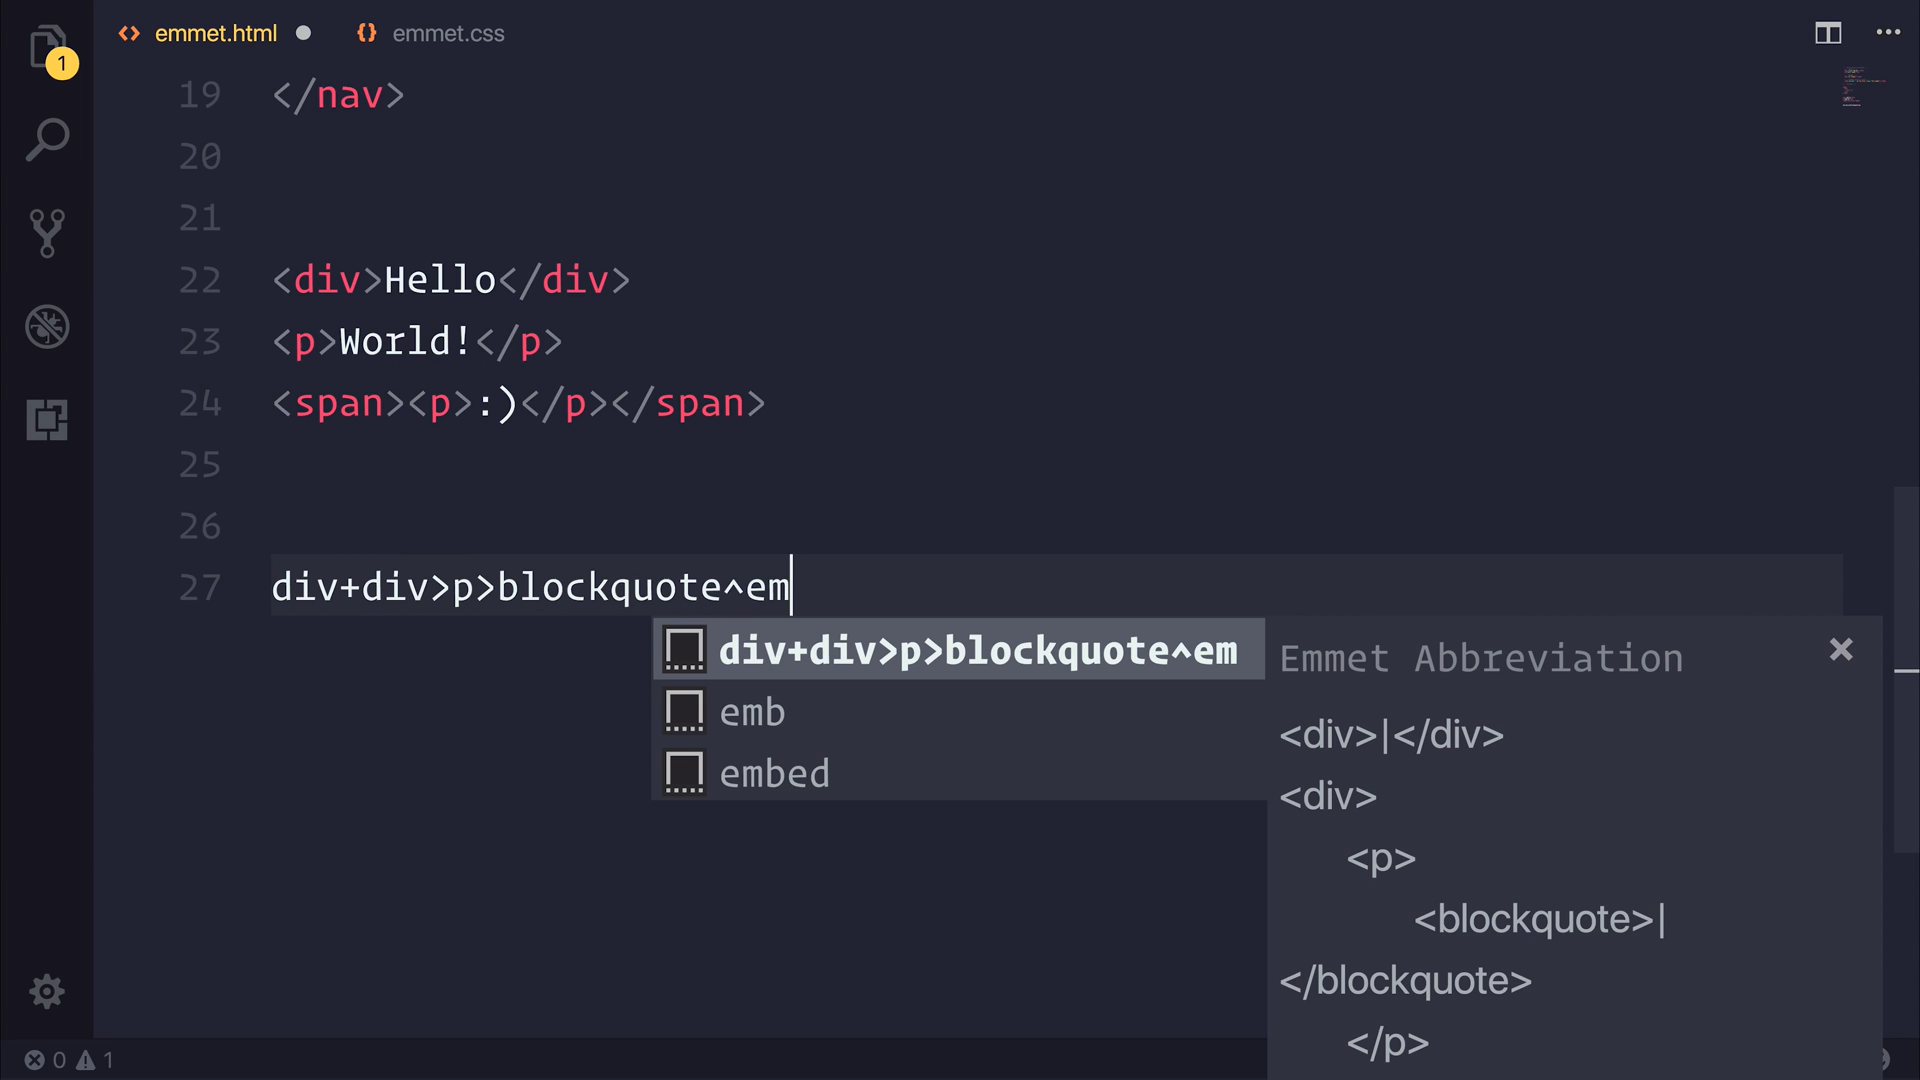 1
emmet.html
emmet.css
19 </nav>
20
21
22 <div>Hello</div>
23 <p>World!</p>
24 <span><p>:)</p></span>
25
26
27 div+div>p>blockquote^em
div+div>p>blockquote^em
emb
embed
Emmet Abbreviation
<div>|</div>
<div>
<p>
<blockquote>|
</blockquote>
</p>
0 1